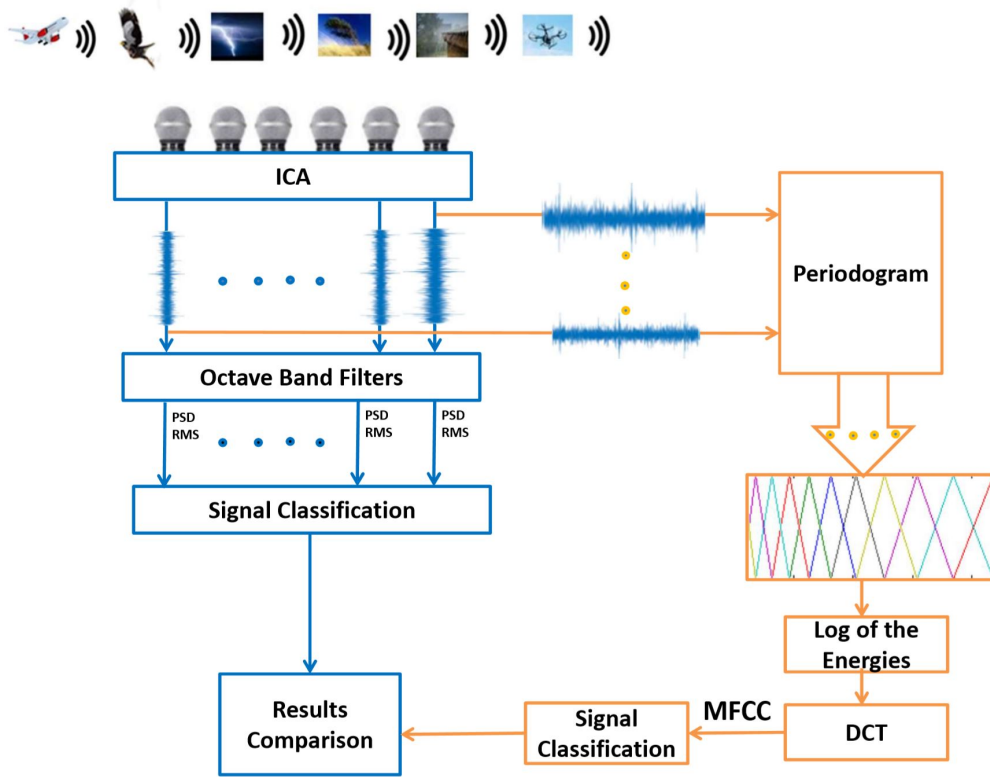 ICA
Periodogram
Octave Band Filters
PSD
RMS
PSD
RMS
PSD
RMS
Signal Classification
Log of the
Energies
Results
Comparison
Signal
Classification
MFCC
DCT